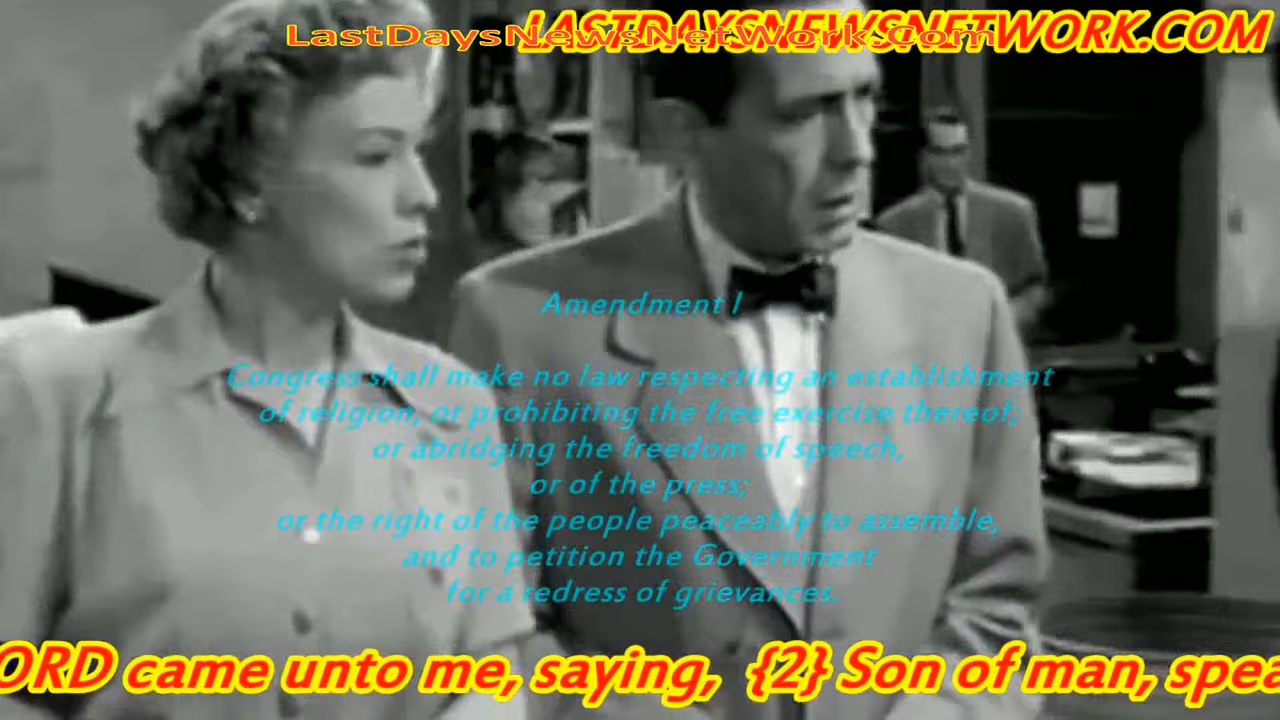 LASTDAYSNEWSNETWORK.COM
LastDaysNewsNetWork.Com
Amendment I
Congress shall make no law respecting an establishment
of religion, or prohibiting the free exercise thereof;
or abridging the freedom of speech,
or of the press;
or the right of the people peaceably to assemble,
and to petition the Government
for a redress of grievances.
ORD came unto me, saying, {2} Son of man, spea